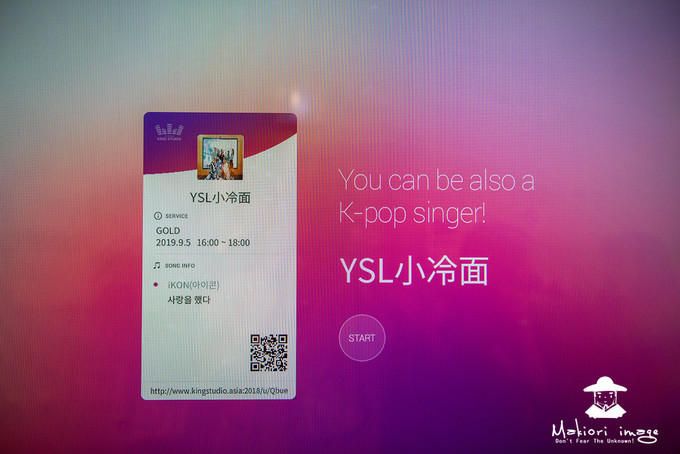 KING STUDIO
YSL小冷面
SERVICE
GOLD
2019.9.5 16:00 ~ 18:00
SONG INFO
iKON(아이콘)
사랑을 했다
http://www.kingstudio.asia:2018/u/Qbue
You can be also a
K-pop singer!
YSL小冷面
START
Makiori image
Don't Fear The Unknown!